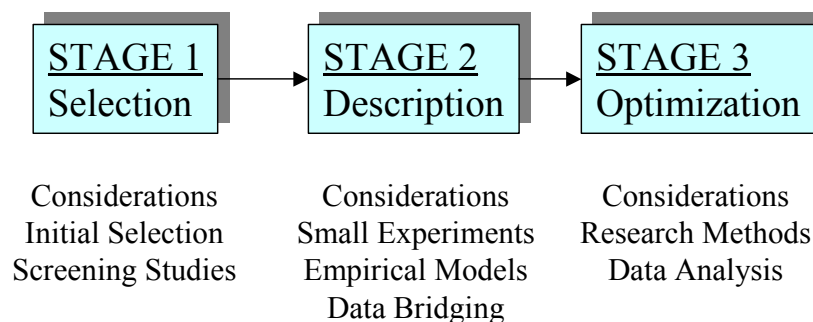 STAGE 1
Selection
STAGE 2
Description
STAGE 3
Optimization
Considerations
Initial Selection
Screening Studies
Considerations
Small Experiments
Empirical Models
Data Bridging
Considerations
Research Methods
Data Analysis